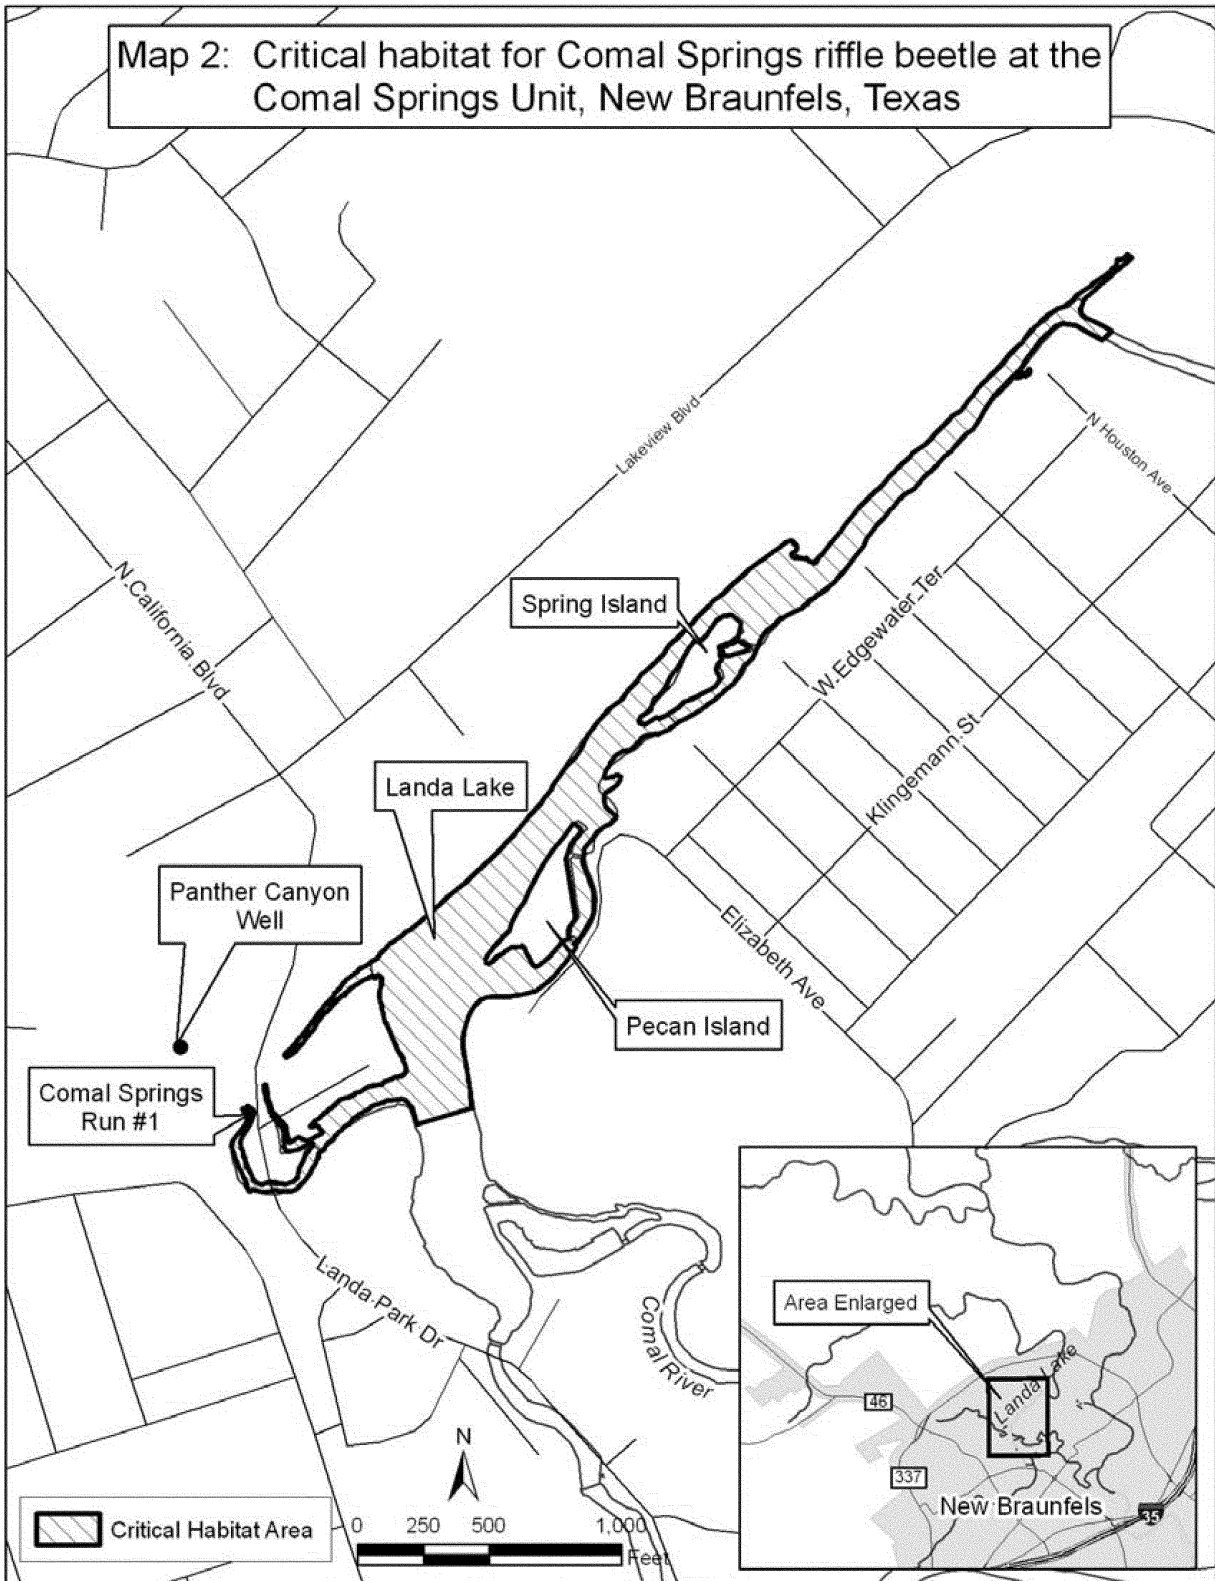 Map 2: Critical habitat for Comal Springs riffle beetle at the
Comal Springs Unit, New Braunfels, Texas
Lakeview Blvd
N Houston Ave
N California Blvd
Spring Island
W Edgewater Ter
Klingemann St
Landa Lake
Panther Canyon
Well
Elizabeth Ave
Pecan Island
Comal Springs
Run #1
Landa Park Dr
Comal River
Area Enlarged
Landa Lake
46
337
New Braunfels
35
N
Critical Habitat Area
0 250 500 1,000
Feet